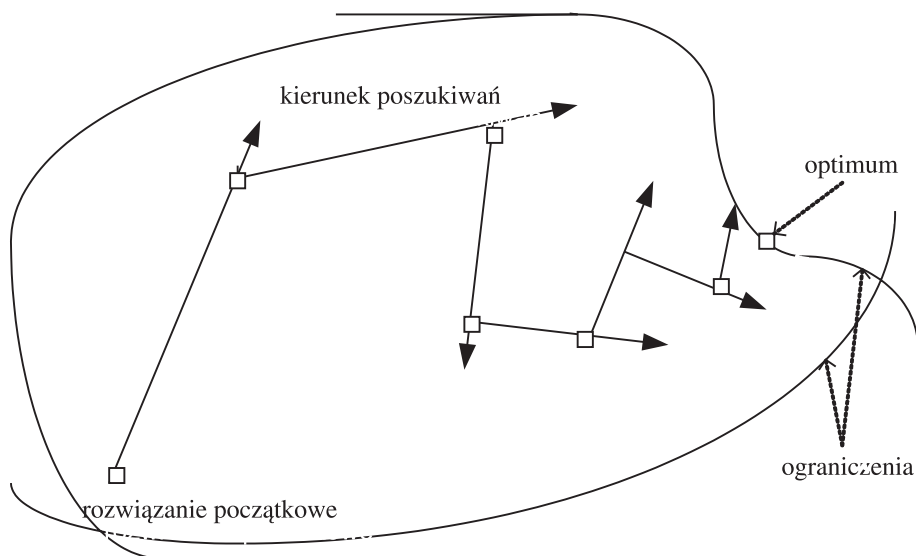 kierunek poszukiwań
optimum
ograniczenia
rozwiązanie początkowe